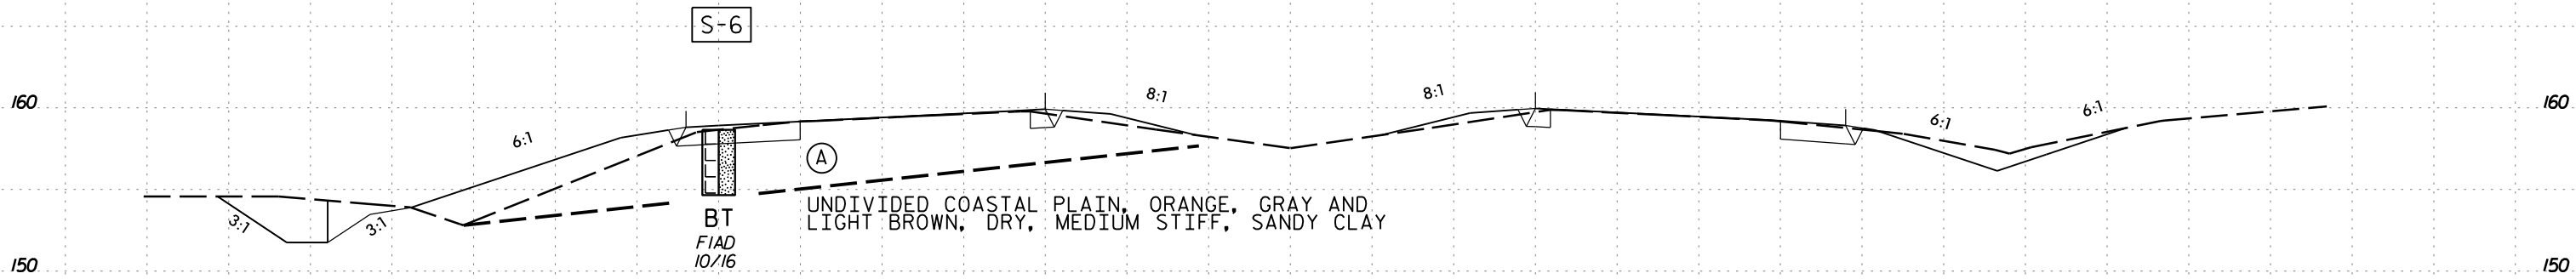 S-6
160
6:1
8:1
8:1
6:1
6:1
160
A
3:1
3:1
BT
UNDIVIDED COASTAL PLAIN, ORANGE, GRAY AND
LIGHT BROWN, DRY, MEDIUM STIFF, SANDY CLAY
FIAD
10/16
150
150